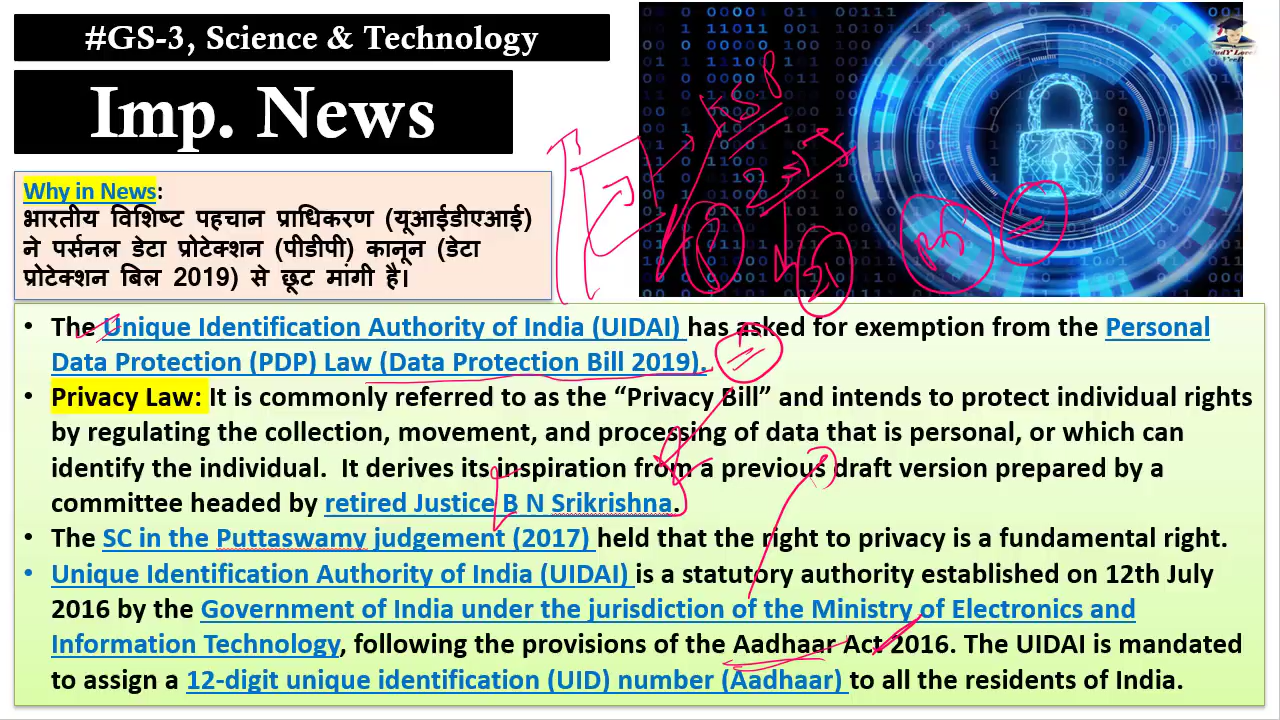 #GS-3, Science & Technology
Imp. News
Why in News:
भारतीय विशिष्ट पहचान प्राधिकरण (यूआईडीएआई)
ने पर्सनल डेटा प्रोटेक्शन (पीडीपी) कानून (डेटा
प्रोटेक्शन बिल 2019) से छूट मांगी है।
• The Unique Identification Authority of India (UIDAI) has asked for exemption from the Personal
Data Protection (PDP) Law (Data Protection Bill 2019).
• Privacy Law: It is commonly referred to as the “Privacy Bill” and intends to protect individual rights
by regulating the collection, movement, and processing of data that is personal, or which can
identify the individual. It derives its inspiration from a previous draft version prepared by a
committee headed by retired Justice B N Srikrishna.
• The SC in the Puttaswamy judgement (2017) held that the right to privacy is a fundamental right.
• Unique Identification Authority of India (UIDAI) is a statutory authority established on 12th July
2016 by the Government of India under the jurisdiction of the Ministry of Electronics and
Information Technology, following the provisions of the Aadhaar Act 2016. The UIDAI is mandated
to assign a 12-digit unique identification (UID) number (Aadhaar) to all the residents of India.